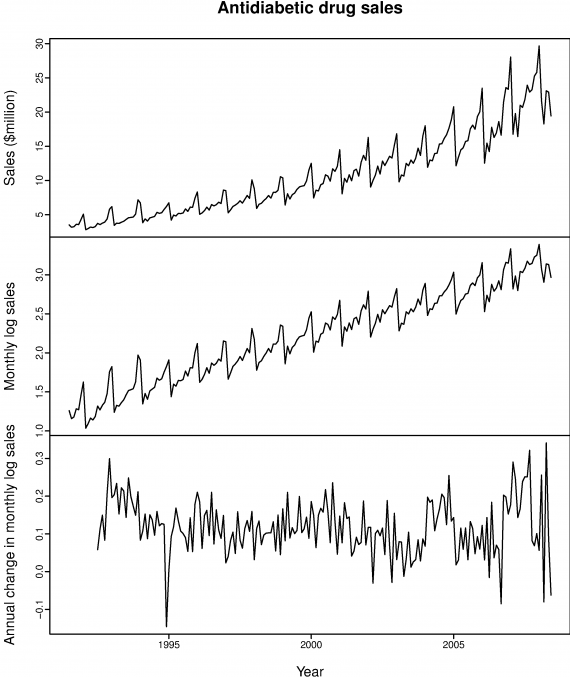 Antidiabetic drug sales
Sales ($million)
30
25
20
15
10
5
Monthly log sales
3.0
2.5
2.0
1.5
1.0
Annual change in monthly log sales
0.3
0.2
0.1
0.0
−0.1
1995 2000 2005
Year